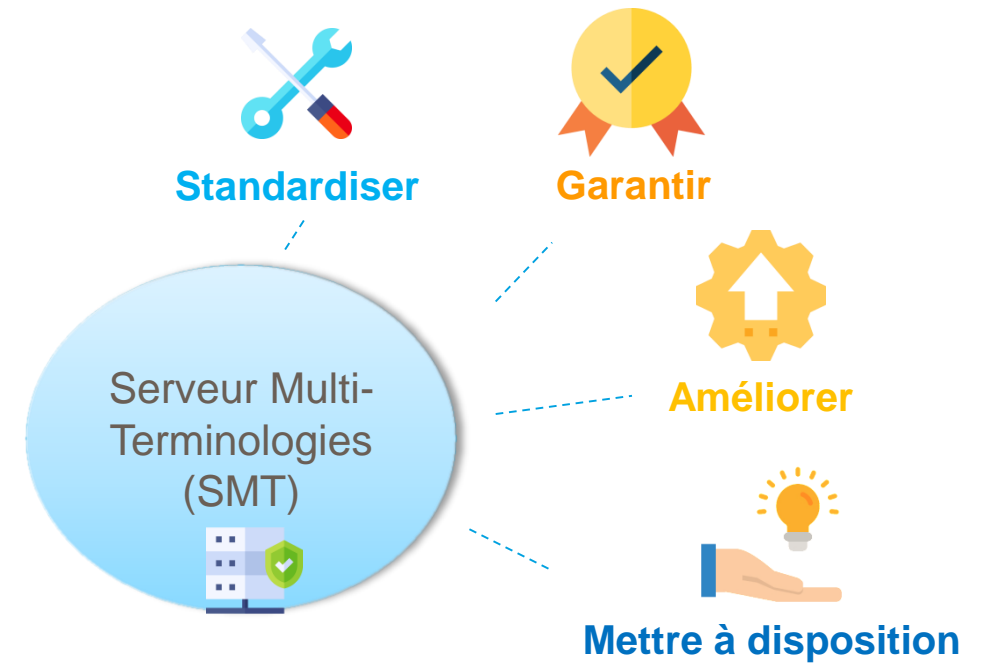 Standardiser
Garantir
Améliorer
Serveur Multi-
Terminologies
(SMT)
Mettre à disposition